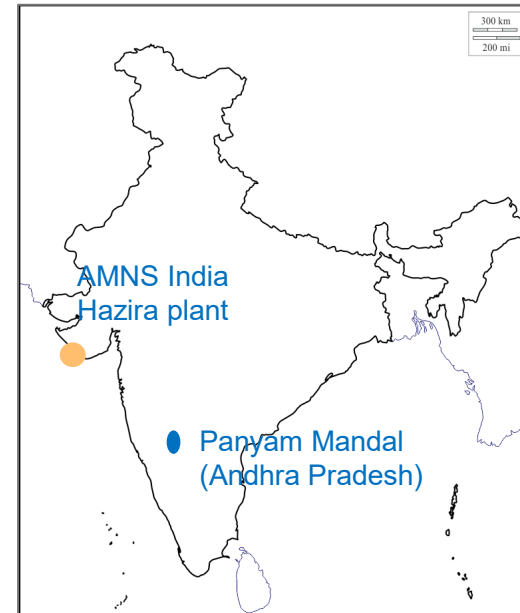 300 km
200 mi
AMNS India
Hazira plant
Panyam Mandal
(Andhra Pradesh)